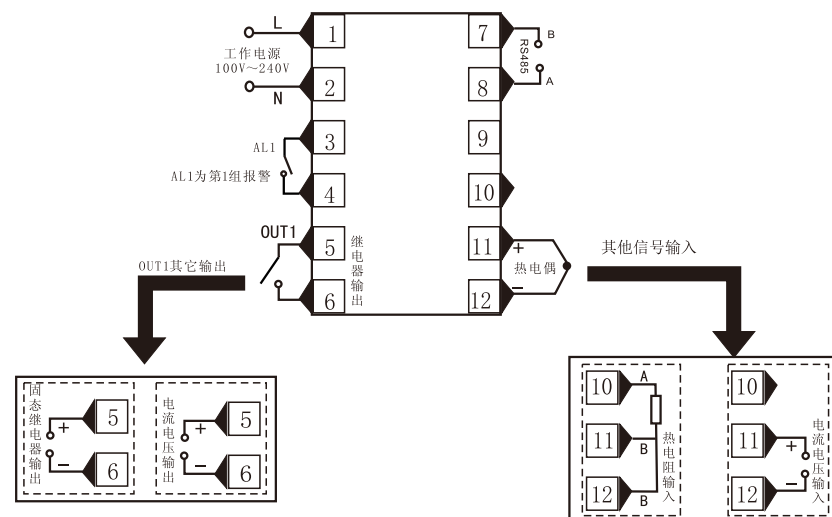 L
工作电源
100V～240V
N
1
2
3
4
5
6
7
8
9
10
11
12
B
RS485
A
AL1
AL1为第1组报警
OUT1
继电器输出
+
热电偶
−
OUT1其它输出
其他信号输入
固态继电器输出
+
−
5
6
电流电压输出
+
−
5
6
10
11
12
A
B
B
热电阻输入
10
11
12
+
−
电流电压输入